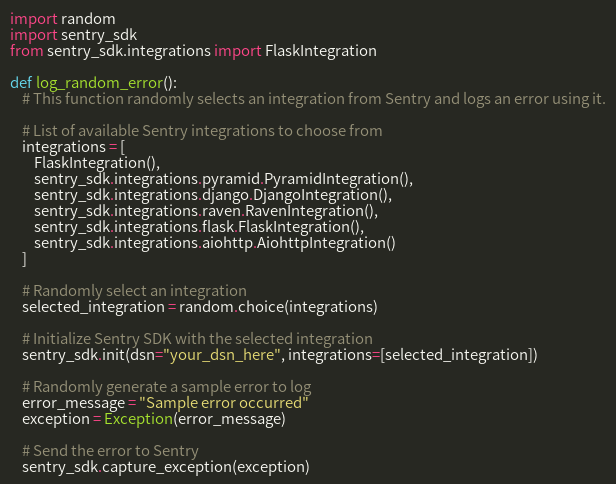 import random
import sentry_sdk
from sentry_sdk.integrations import FlaskIntegration

def log_random_error():
    # This function randomly selects an integration from Sentry and logs an error using it.

    # List of available Sentry integrations to choose from
    integrations = [
        FlaskIntegration(),
        sentry_sdk.integrations.pyramid.PyramidIntegration(),
        sentry_sdk.integrations.django.DjangoIntegration(),
        sentry_sdk.integrations.raven.RavenIntegration(),
        sentry_sdk.integrations.flask.FlaskIntegration(),
        sentry_sdk.integrations.aiohttp.AiohttpIntegration()
    ]

    # Randomly select an integration
    selected_integration = random.choice(integrations)

    # Initialize Sentry SDK with the selected integration
    sentry_sdk.init(dsn="your_dsn_here", integrations=[selected_integration])

    # Randomly generate a sample error to log
    error_message = "Sample error occurred"
    exception = Exception(error_message)

    # Send the error to Sentry
    sentry_sdk.capture_exception(exception)